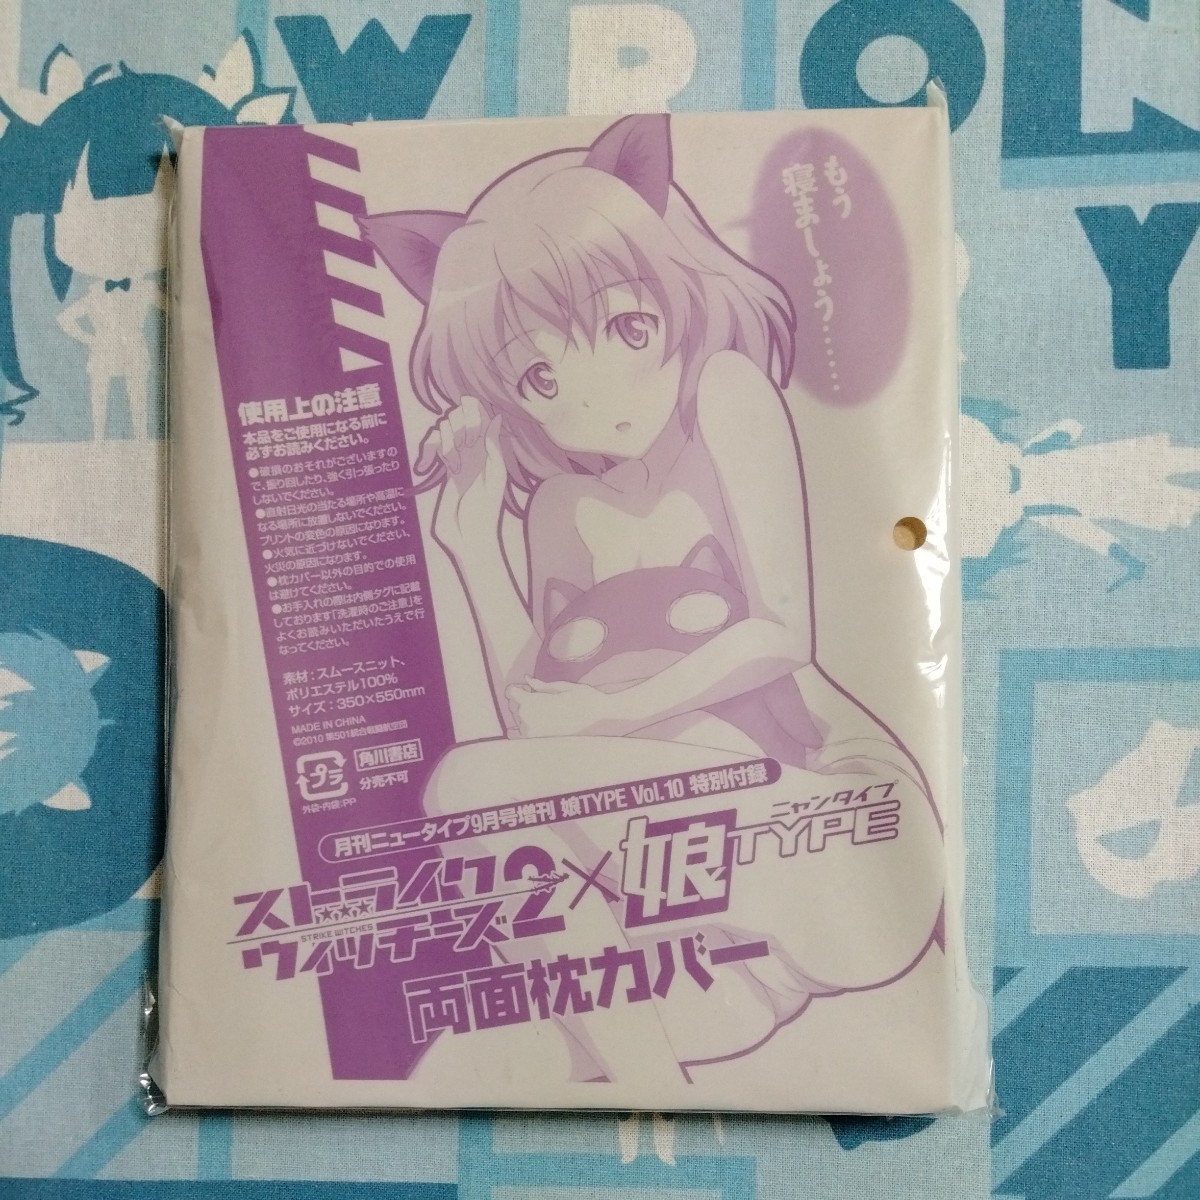 WRON
Y
もう
寝ましょう……
使用上の注意
本品をご使用になる前に
必ずお読みください。
●破損のおそれがございますの
で、振り回したり、強く引っ張ったり
しないでください。
●直射日光の当たる場所や高温に
なる場所に放置しないでください。
プリントの変色の原因になります。
●火気に近づけないでください、
火災の原因になります。
●枕カバー以外の目的での使用
は避けてください。
●お手入れの際は内側タグに記載
しております「洗濯時のご注意」を
よくお読みいただいたうえで行
なってください。
素材：スムースニット、
ポリエステル100%
サイズ：350×550mm
MADE IN CHINA
©2010 第501統合戦闘航空団
プラ
角川書店
分売不可
外袋・内袋：PP
月刊ニュータイプ9月号増刊 娘TYPE Vol.10 特別付録
ストライク
STRIKE WITCHES
ウィッチーズ2
×
ニャンタイプ
娘TYPE
両面枕カバー